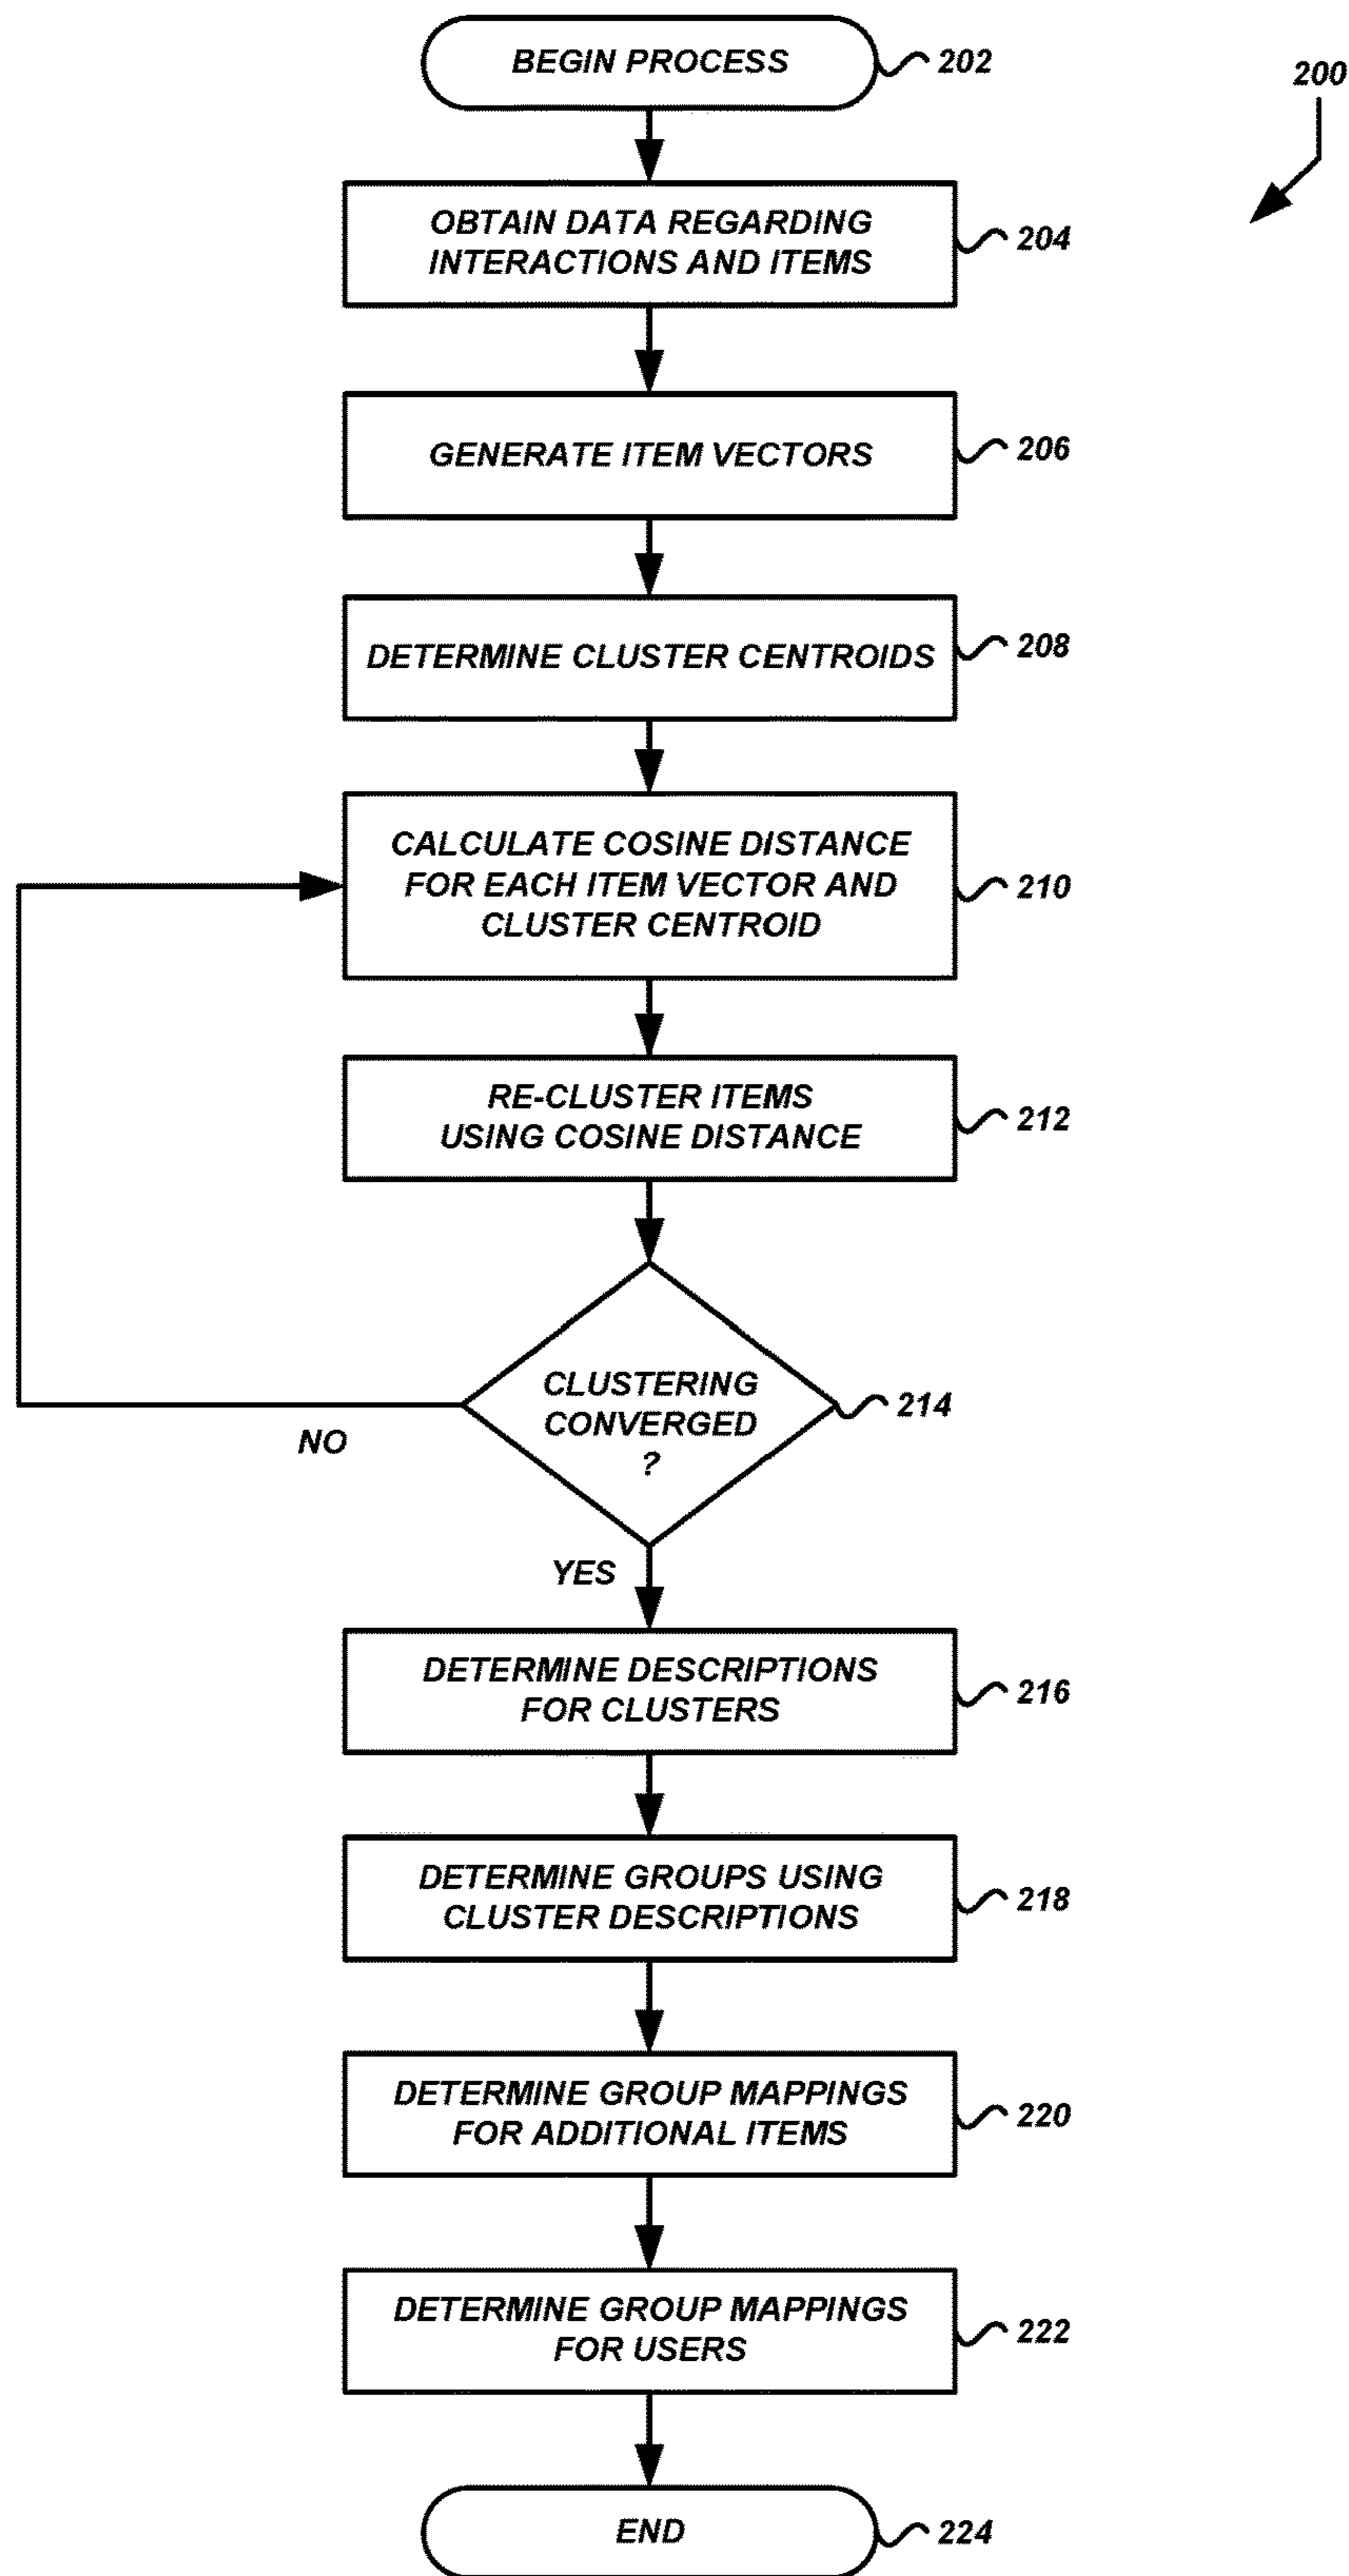 BEGIN PROCESS
202
200
OBTAIN DATA REGARDING
INTERACTIONS AND ITEMS
204
GENERATE ITEM VECTORS
206
DETERMINE CLUSTER CENTROIDS
208
CALCULATE COSINE DISTANCE
FOR EACH ITEM VECTOR AND
CLUSTER CENTROID
210
RE-CLUSTER ITEMS
USING COSINE DISTANCE
212
CLUSTERING
CONVERGED
?
214
NO
YES
DETERMINE DESCRIPTIONS
FOR CLUSTERS
216
DETERMINE GROUPS USING
CLUSTER DESCRIPTIONS
218
DETERMINE GROUP MAPPINGS
FOR ADDITIONAL ITEMS
220
DETERMINE GROUP MAPPINGS
FOR USERS
222
END
224